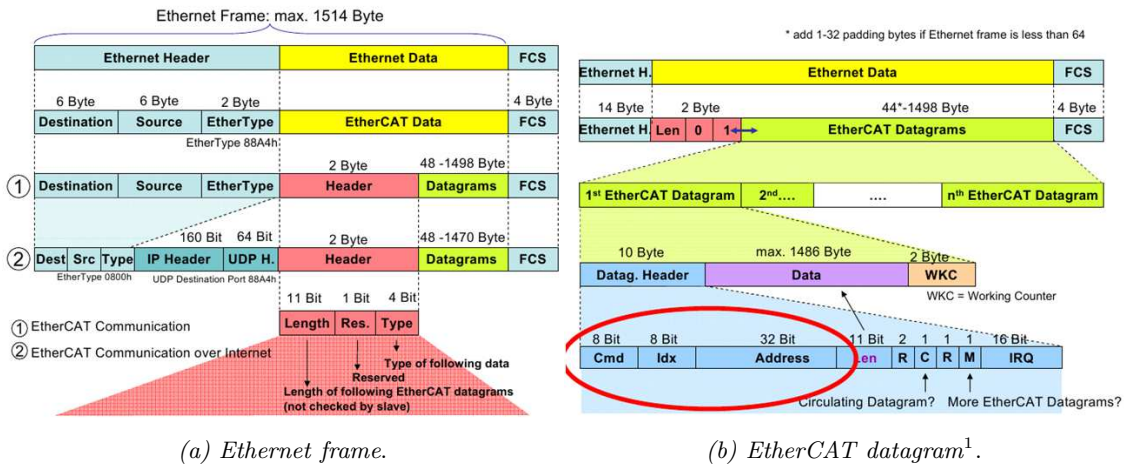 Ethernet Frame: max. 1514 Byte
Ethernet Header Ethernet Data FCS
6 Byte 6 Byte 2 Byte 4 Byte
Destination Source EtherType EtherCAT Data FCS
EtherType 88A4h
2 Byte 48 -1498 Byte
1 Destination Source EtherType Header Datagrams FCS
160 Bit 64 Bit 2 Byte 48 -1470 Byte
2 Dest Src Type IP Header UDP H. Header Datagrams FCS
EtherType 0800h UDP Destination Port 88A4h
11 Bit 1 Bit 4 Bit
Length Res. Type
1 EtherCAT Communication
2 EtherCAT Communication over Internet
Type of following data
Reserved
Length of following EtherCAT datagrams
(not checked by slave)
(a) Ethernet frame.
* add 1-32 padding bytes if Ethernet frame is less than 64
Ethernet H. Ethernet Data FCS
14 Byte 2 Byte 44*-1498 Byte 4 Byte
Ethernet H. Len 0 1 EtherCAT Datagrams FCS
1st EtherCAT Datagram 2nd.... .... nth EtherCAT Datagram
10 Byte max. 1486 Byte 2 Byte
Datag. Header Data WKC
WKC = Working Counter
8 Bit 8 Bit 32 Bit 11 Bit 2 1 1 1 16 Bit
Cmd Idx Address Len R C R M IRQ
Circulating Datagram? More EtherCAT Datagrams?
(b) EtherCAT datagram1.